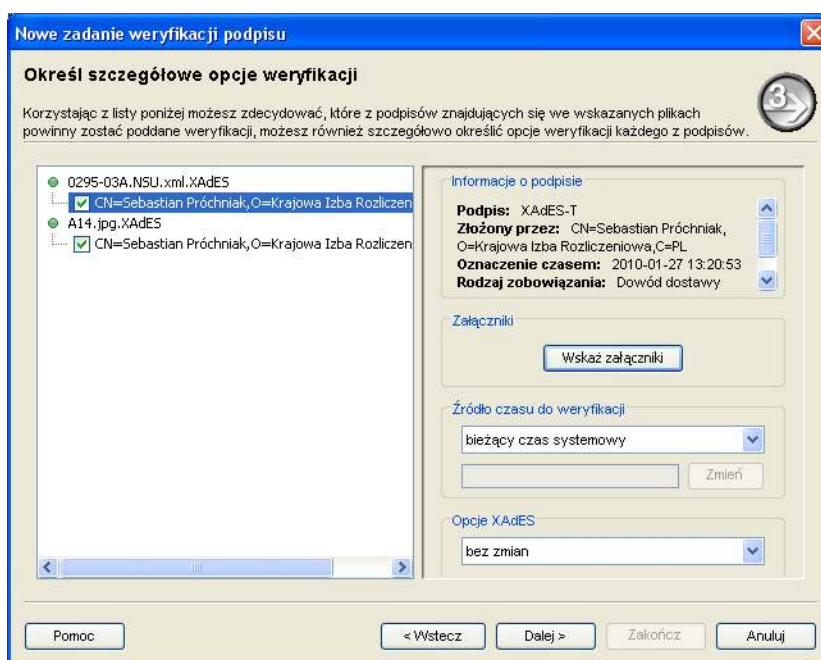 Nowe zadanie weryfikacji podpisu
Określ szczegółowe opcje weryfikacji
3
Korzystając z listy poniżej możesz zdecydować, które z podpisów znajdujących się we wskazanych plikach
powinny zostać poddane weryfikacji, możesz również szczegółowo określić opcje weryfikacji każdego z podpisów.
0295-03A.NSU.xml.XAdES
CN=Sebastian Próchniak,O=Krajowa Izba Rozliczen
A14.jpg.XAdES
CN=Sebastian Próchniak,O=Krajowa Izba Rozliczen
Informacje o podpisie
Podpis: XAdES-T
Złożony przez: CN=Sebastian Próchniak,
O=Krajowa Izba Rozliczeniowa,C=PL
Oznaczenie czasem: 2010-01-27 13:20:53
Rodzaj zobowiązania: Dowód dostawy
Załączniki
Wskaż załączniki
Źródło czasu do weryfikacji
bieżący czas systemowy
Zmień
Opcje XAdES
bez zmian
Pomoc
< Wstecz
Dalej >
Zakończ
Anuluj